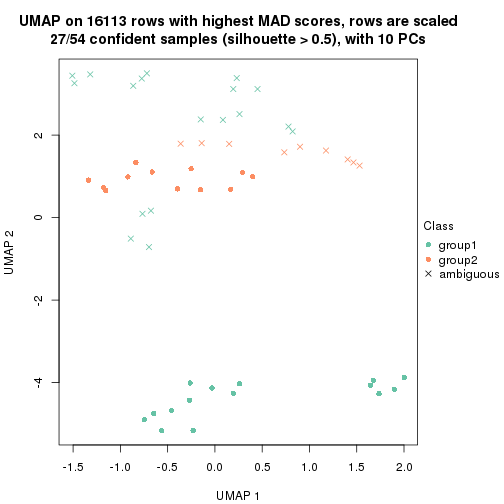 UMAP on 16113 rows with highest MAD scores, rows are scaled
27/54 confident samples (silhouette > 0.5), with 10 PCs
UMAP 2
2
0
-2
-4
-1.5 -1.0 -0.5 0.0 0.5 1.0 1.5 2.0
UMAP 1
Class
group1
group2
ambiguous